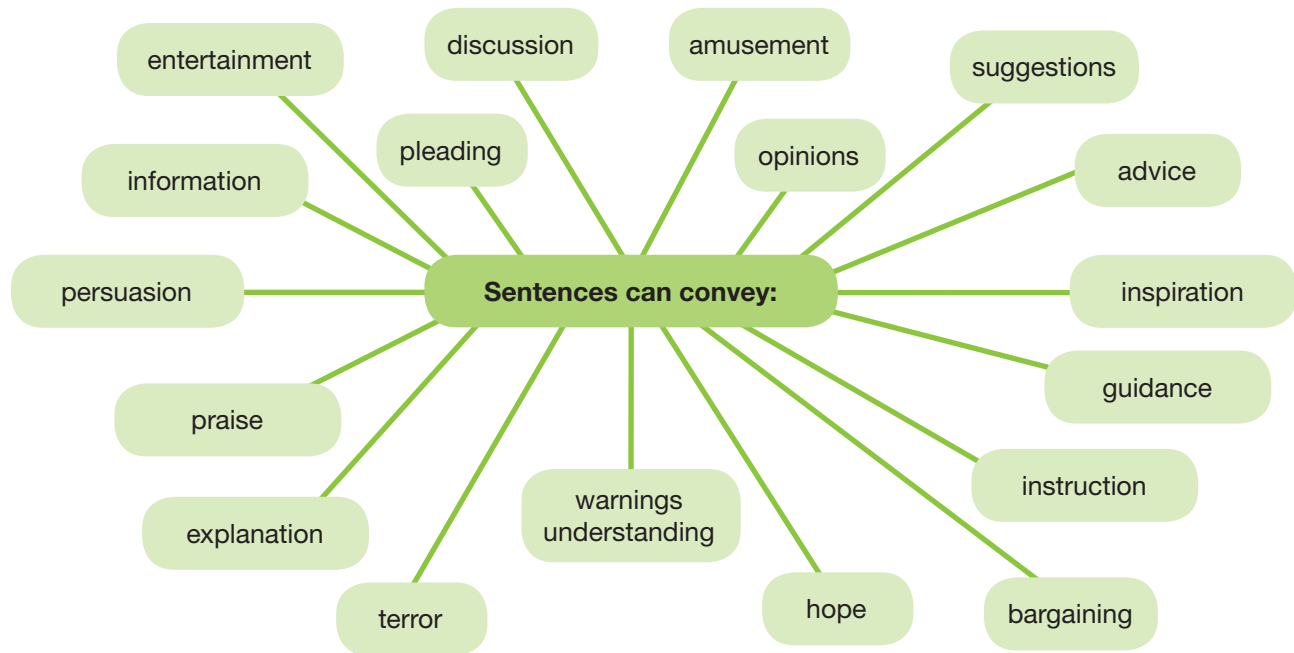 entertainment
discussion
amusement
suggestions
pleading
opinions
information
advice
persuasion
Sentences can convey:
inspiration
guidance
praise
instruction
explanation
warnings
understanding
terror
hope
bargaining